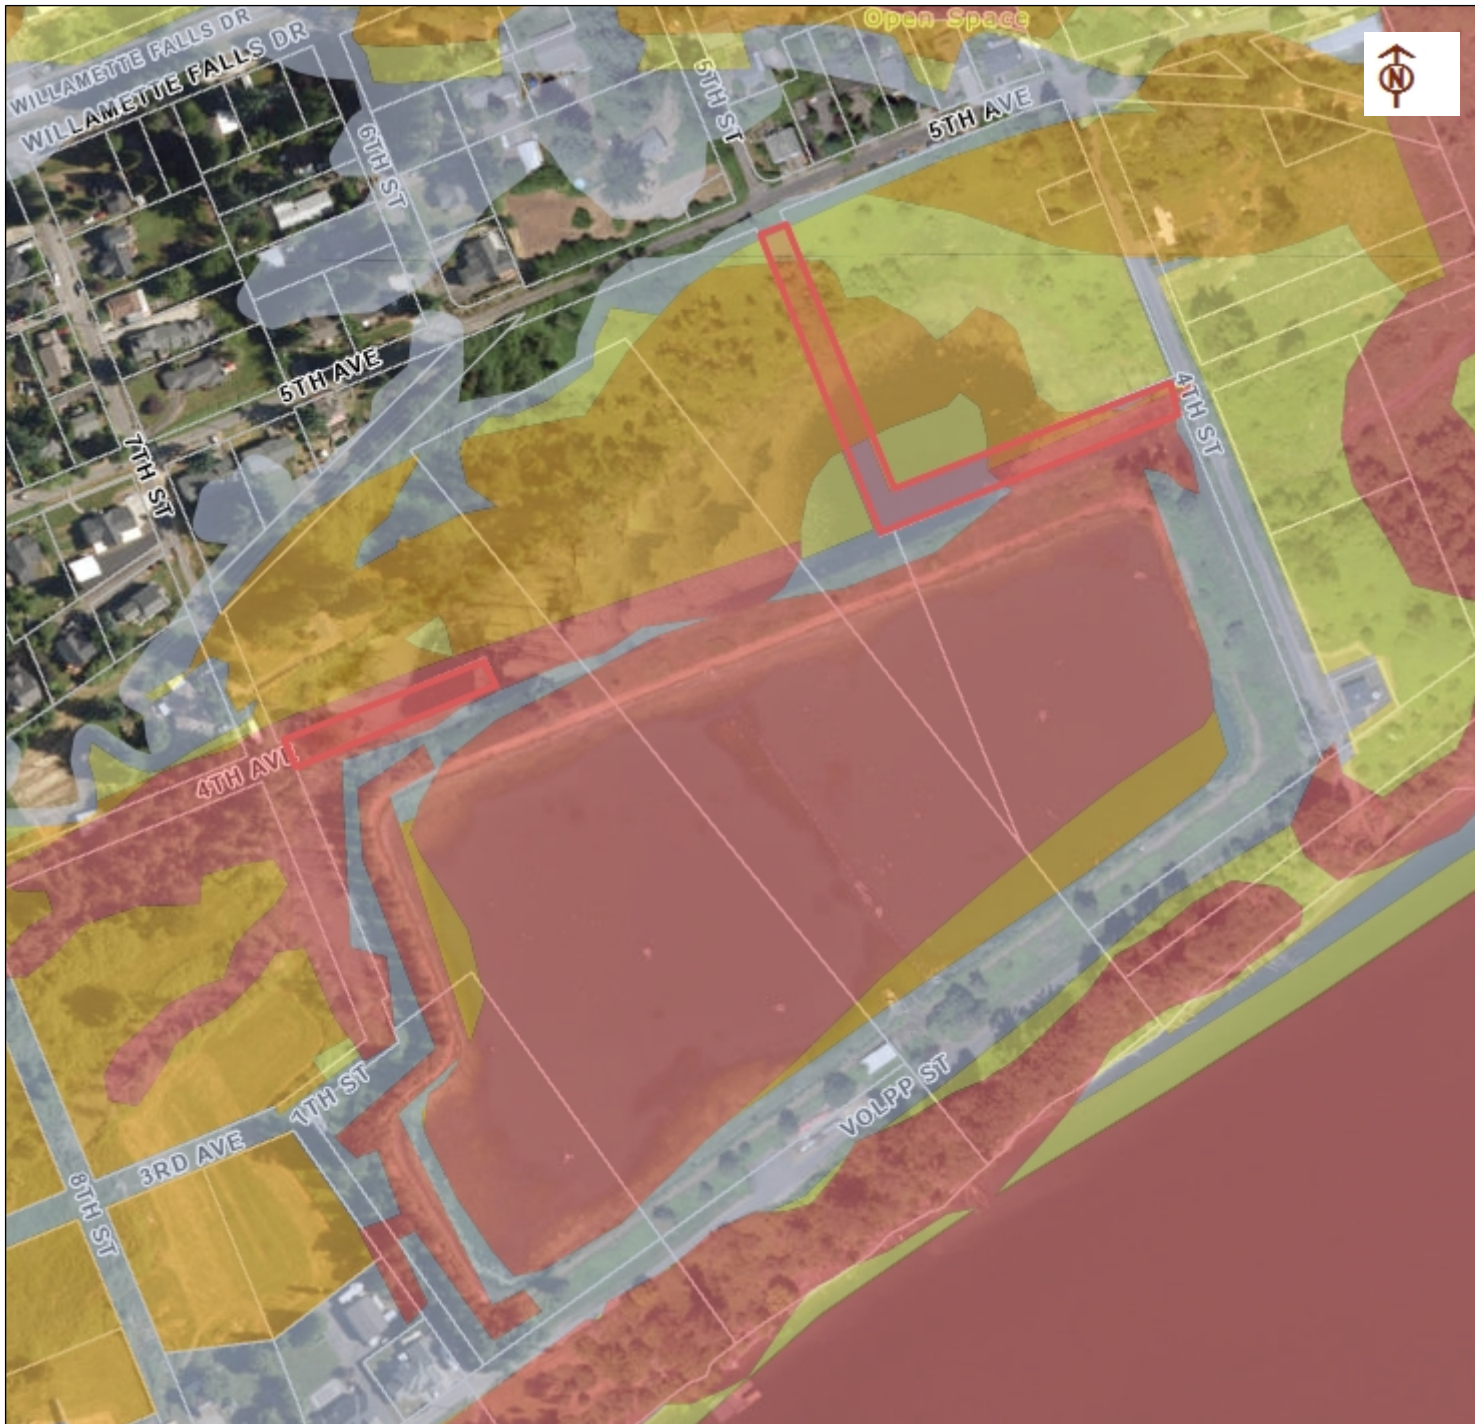 Open Space
WILLAMETTE FALLS DR
WILLAMETTE FALLS DR
N
5TH ST
5TH AVE
6TH ST
5TH AVE
7TH ST
4TH ST
4TH AVE
1TH ST
3RD AVE
8TH ST
VOLPP ST